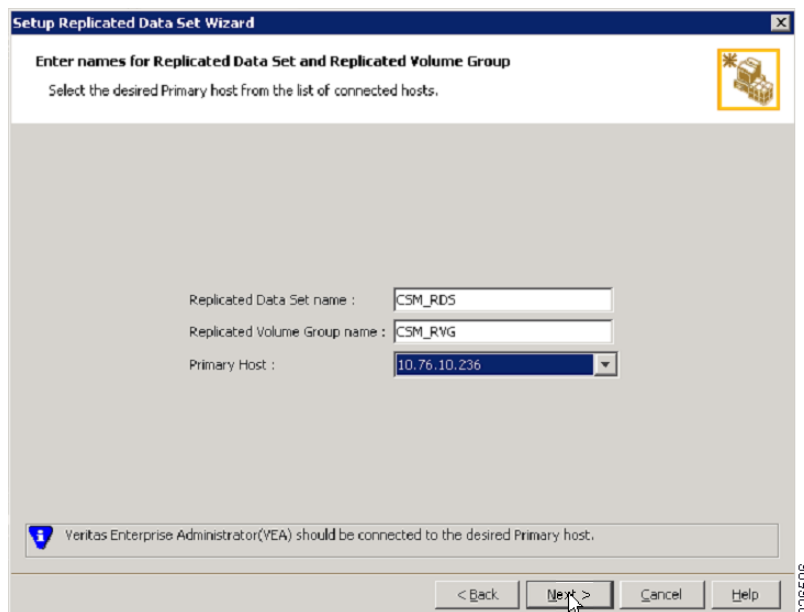 Setup Replicated Data Set Wizard
Enter names for Replicated Data Set and Replicated Volume Group
Select the desired Primary host from the list of connected hosts.
Replicated Data Set name :
CSM_RDS
Replicated Volume Group name :
CSM_RVG
Primary Host :
10.76.10.236
Veritas Enterprise Administrator(VEA) should be connected to the desired Primary host.
< Back
Next >
Cancel
Help